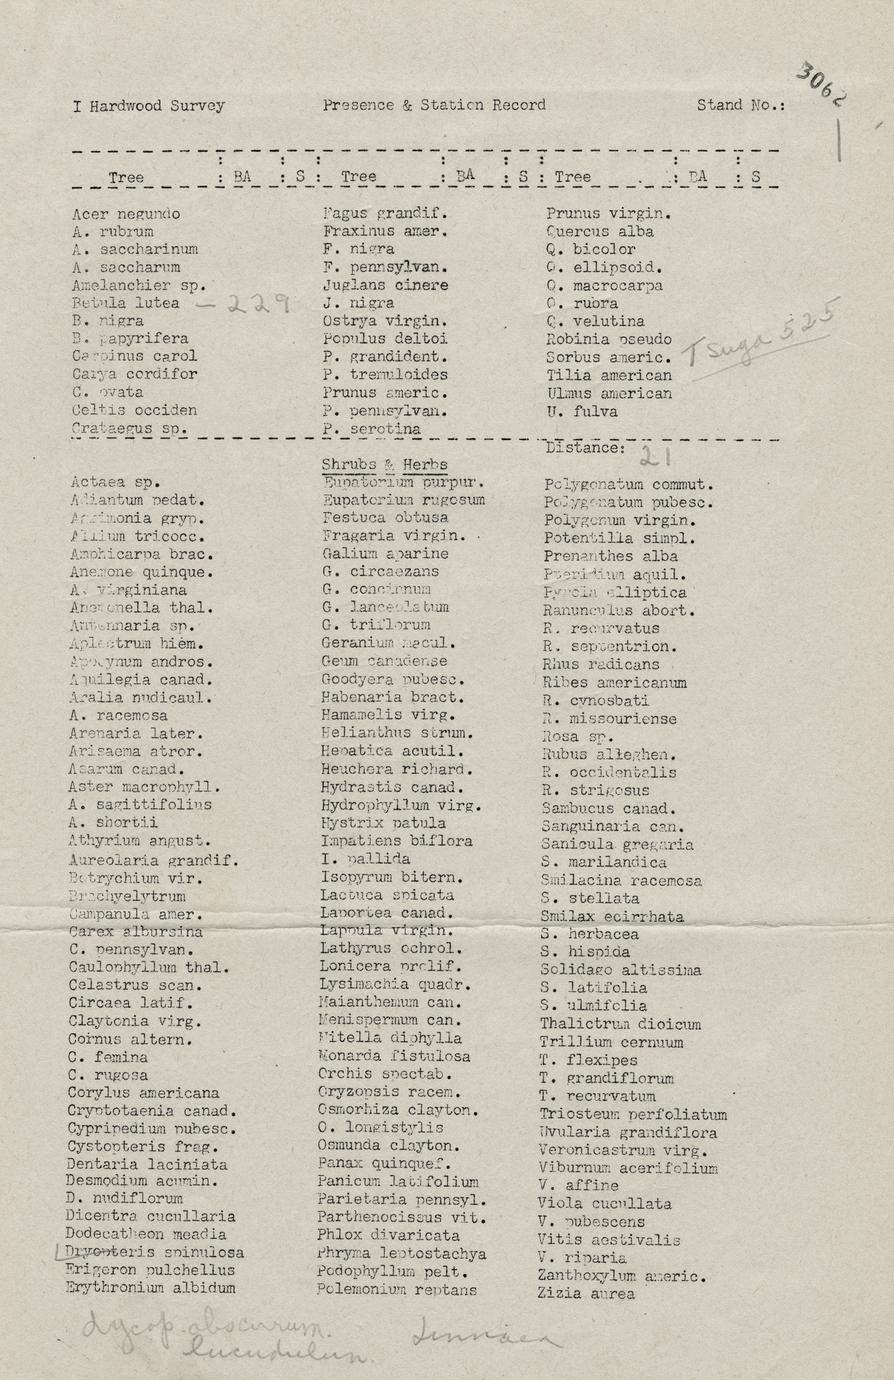 3062
I Hardwood Survey Presence & Station Record Stand No.:
Tree : BA : S : Tree : BA : S : Tree : BA : S
Acer negundo
A. rubrum
A. saccharinum
A. saccharum
Amelanchier sp.
Betula lutea — 229
B. nigra
B. papyrifera
Carpinus carol
Carya cordifor
C. ovata
Celtis occiden
Crataegus sp.
Fagus grandif.
Fraxinus amer.
F. nigra
F. pennsylvan.
Juglans cinere
J. nigra
Ostrya virgin.
Populus deltoi
P. grandident.
P. tremuloides
Prunus americ.
P. pennsylvan.
P. serotina
Prunus virgin.
Quercus alba
Q. bicolor
Q. ellipsoid.
Q. macrocarpa
Q. rubra
Q. velutina
Robinia pseudo
Sorbus americ.
Tilia american
Ulmus american
U. fulva
Tsuga 525
Distance: 21
Shrubs & Herbs
Actaea sp.
Adiantum pedat.
Agrimonia gryp.
Allium tricocc.
Amphicarpa brac.
Anemone quinque.
A. virginiana
Anemonella thal.
Antennaria sp.
Aplectrum hiem.
Apocynum andros.
Aquilegia canad.
Aralia nudicaul.
A. racemosa
Arenaria later.
Arisaema atror.
Asarum canad.
Aster macrophyll.
A. sagittifolius
A. shortii
Athyrium angust.
Aureolaria grandif.
Botrychium vir.
Brachyelytrum
Campanula amer.
Carex albursina
C. pennsylvan.
Caulophyllum thal.
Celastrus scan.
Circaea latif.
Claytonia virg.
Cornus altern.
C. femina
C. rugosa
Corylus americana
Cryptotaenia canad.
Cypripedium pubesc.
Cystopteris frag.
Dentaria laciniata
Desmodium acumin.
D. nudiflorum
Dicentra cucullaria
Dodecatheon meadia
Dryopteris spinulosa
Erigeron pulchellus
Erythronium albidum
Eupatorium purpur.
Eupatorium rugosum
Festuca obtusa
Fragaria virgin.
Galium aparine
G. circaezans
G. concinnum
G. lanceolatum
G. triflorum
Geranium macul.
Geum canadense
Goodyera pubesc.
Habenaria bract.
Hamamelis virg.
Helianthus strum.
Hepatica acutil.
Heuchera richard.
Hydrastis canad.
Hydrophyllum virg.
Hystrix patula
Impatiens biflora
I. pallida
Isopyrum bitern.
Lactuca spicata
Laportea canad.
Lappula virgin.
Lathyrus ochrol.
Lonicera prolif.
Lysimachia quadr.
Maianthemum can.
Menispermum can.
Mitella diphylla
Monarda fistulosa
Orchis spectab.
Oryzopsis racem.
Osmorhiza clayton.
O. longistylis
Osmunda clayton.
Panax quinquef.
Panicum latifolium
Parietaria pennsyl.
Parthenocissus vit.
Phlox divaricata
Phryma leptostachya
Podophyllum pelt.
Polemonium reptans
Polygonatum commut.
Polygonatum pubesc.
Polygonum virgin.
Potentilla simpl.
Prenanthes alba
Pteridium aquil.
Pyrola elliptica
Ranunculus abort.
R. recurvatus
R. septentrion.
Rhus radicans
Ribes americanum
R. cynosbati
R. missouriense
Rosa sp.
Rubus alleghen.
R. occidentalis
R. strigosus
Sambucus canad.
Sanguinaria can.
Sanicula gregaria
S. marilandica
Smilacina racemosa
S. stellata
Smilax ecirrhata
S. herbacea
S. hispida
Solidago altissima
S. latifolia
S. ulmifolia
Thalictrum dioicum
Trillium cernuum
T. flexipes
T. grandiflorum
T. recurvatum
Triosteum perfoliatum
Uvularia grandiflora
Veronicastrum virg.
Viburnum acerifolium
V. affine
Viola cucullata
V. pubescens
Vitis aestivalis
V. riparia
Zanthoxylum americ.
Zizia aurea
Lycop. obscurum. Linnaea
lucudulum.